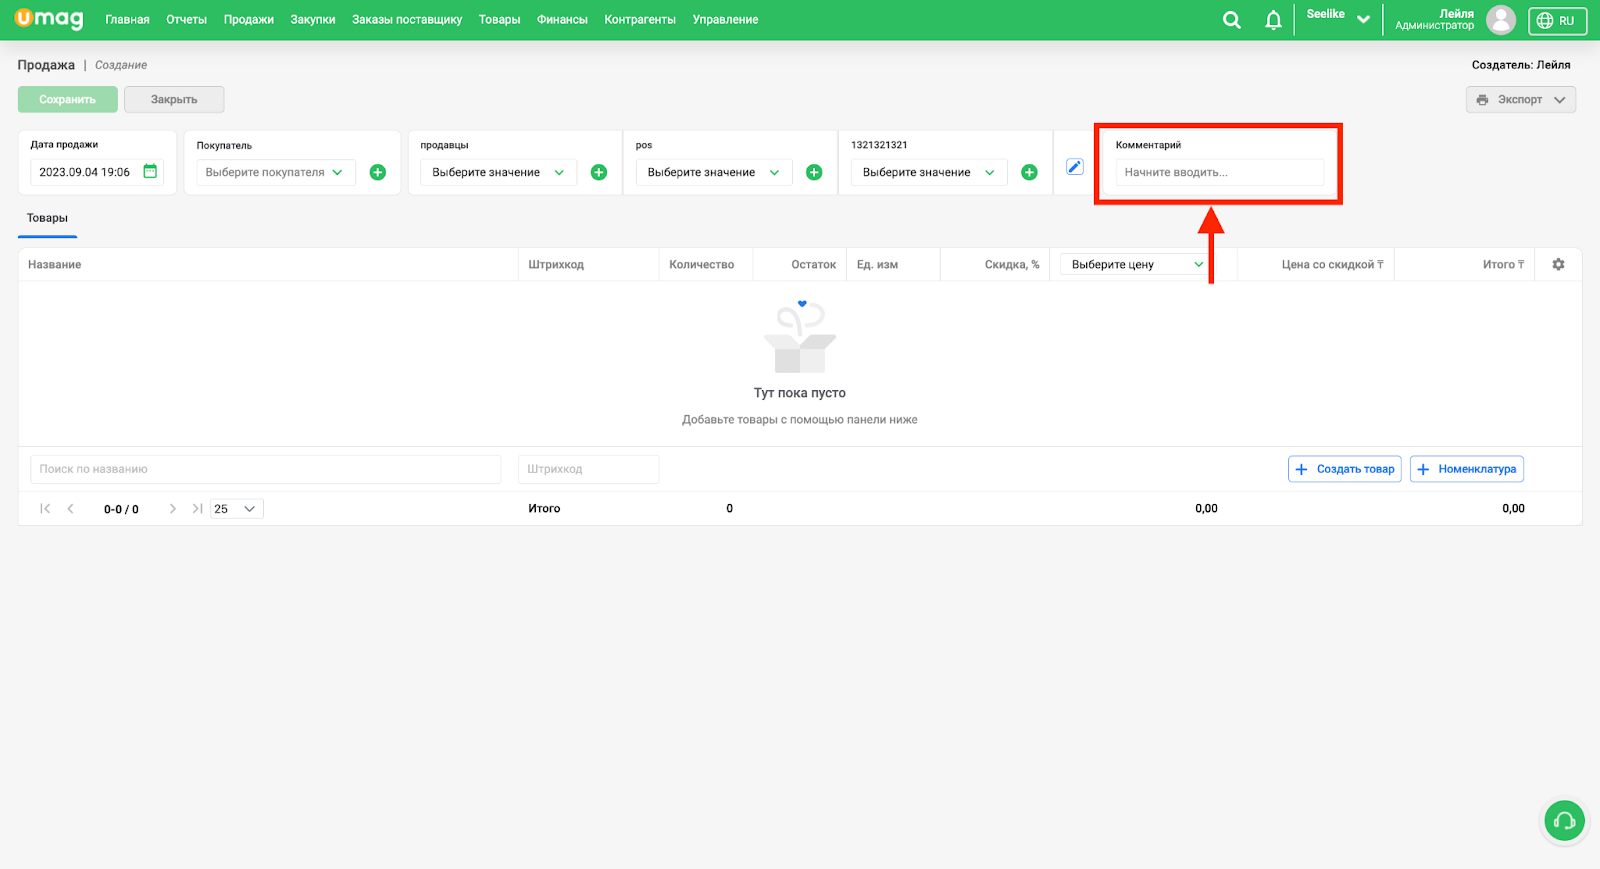 umag Главная Отчеты Продажи Закупки Заказы поставщику Товары Финансы Контрагенты Управление Seelike Лейля RU
Администратор
Продажа | Создание Создатель: Лейля
Сохранить Закрыть Экспорт
Дата продажи Покупатель продавцы pos 1321321321 Комментарий
2023.09.04 19:06 Выберите покупателя Выберите значение Выберите значение Выберите значение Начните вводить...
Товары
Название Штрихкод Количество Остаток Ед. изм Скидка, % Выберите цену Цена со скидкой ₸ Итого ₸
Тут пока пусто
Добавьте товары с помощью панели ниже
Поиск по названию Штрихкод + Создать товар + Номенклатура
0-0 / 0 25 Итого 0 0,00 0,00